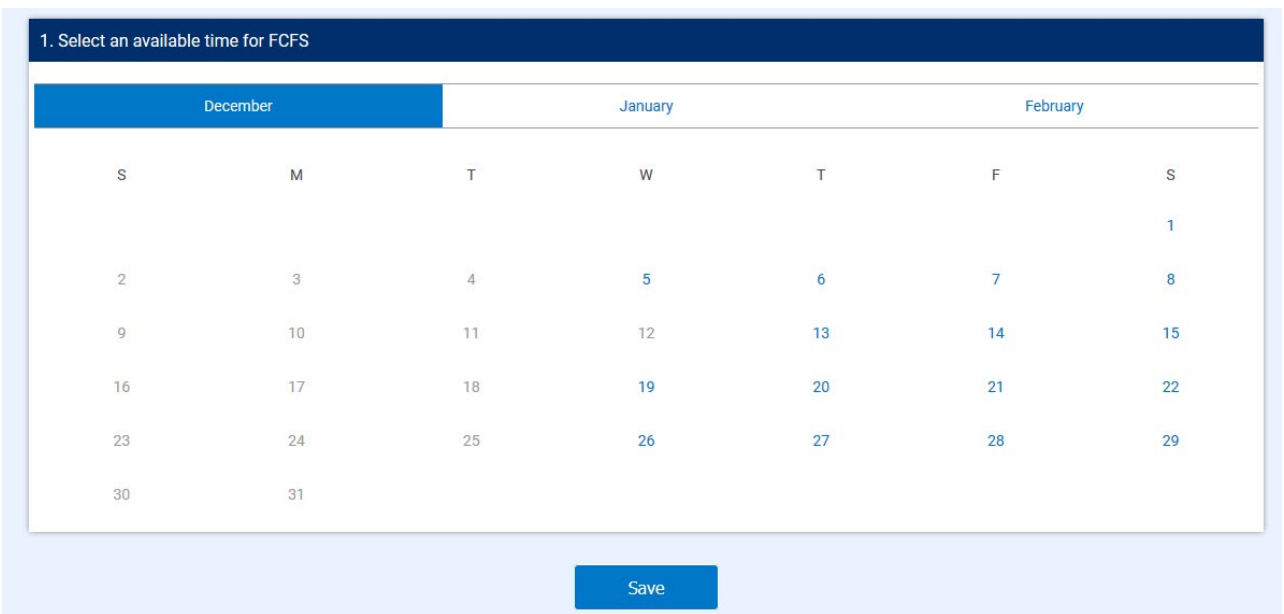 1. Select an available time for FCFS
December January February
S M T W T F S
1
2 3 4 5 6 7 8
9 10 11 12 13 14 15
16 17 18 19 20 21 22
23 24 25 26 27 28 29
30 31
Save